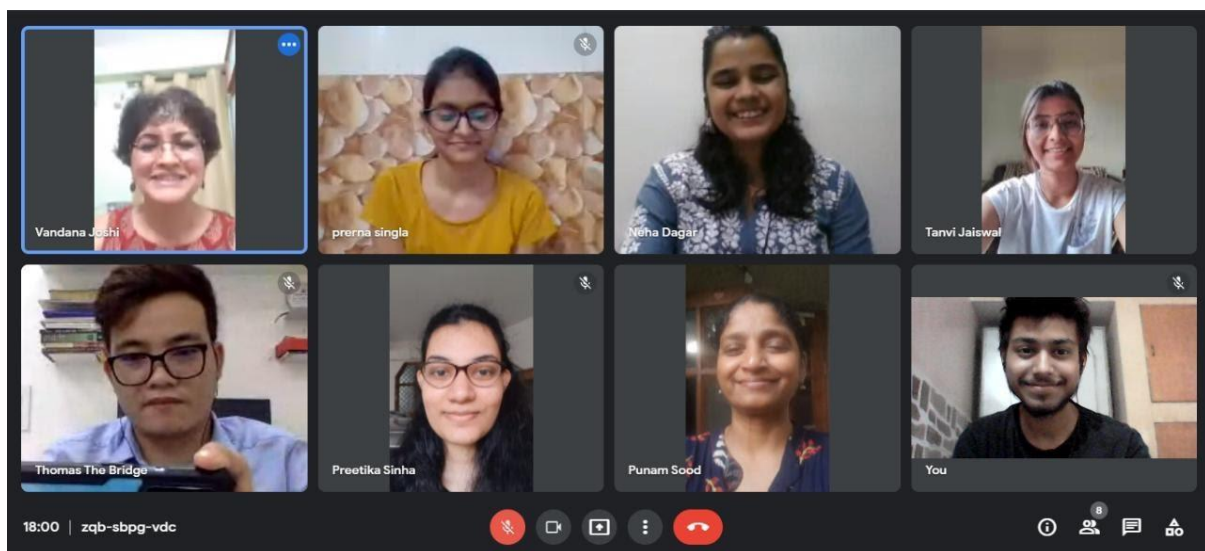 Vandana Joshi
prerna singla
Neha Dagar
Tanvi Jaiswal
Thomas The Bridge
Preetika Sinha
Punam Sood
You
18:00 | zqb-sbpg-vdc
8